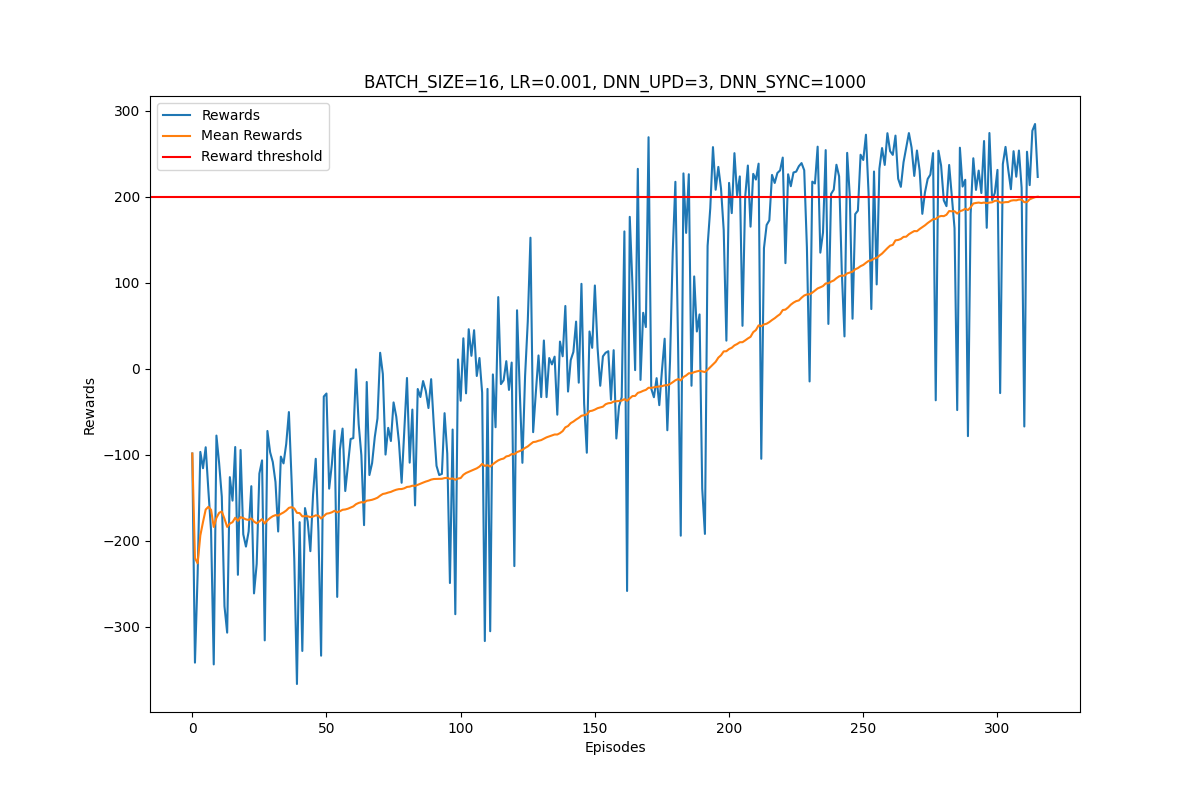 BATCH_SIZE=16, LR=0.001, DNN_UPD=3, DNN_SYNC=1000
Rewards
Mean Rewards
Reward threshold
300
200
100
0
−100
−200
−300
Rewards
0
50
100
150
200
250
300
Episodes